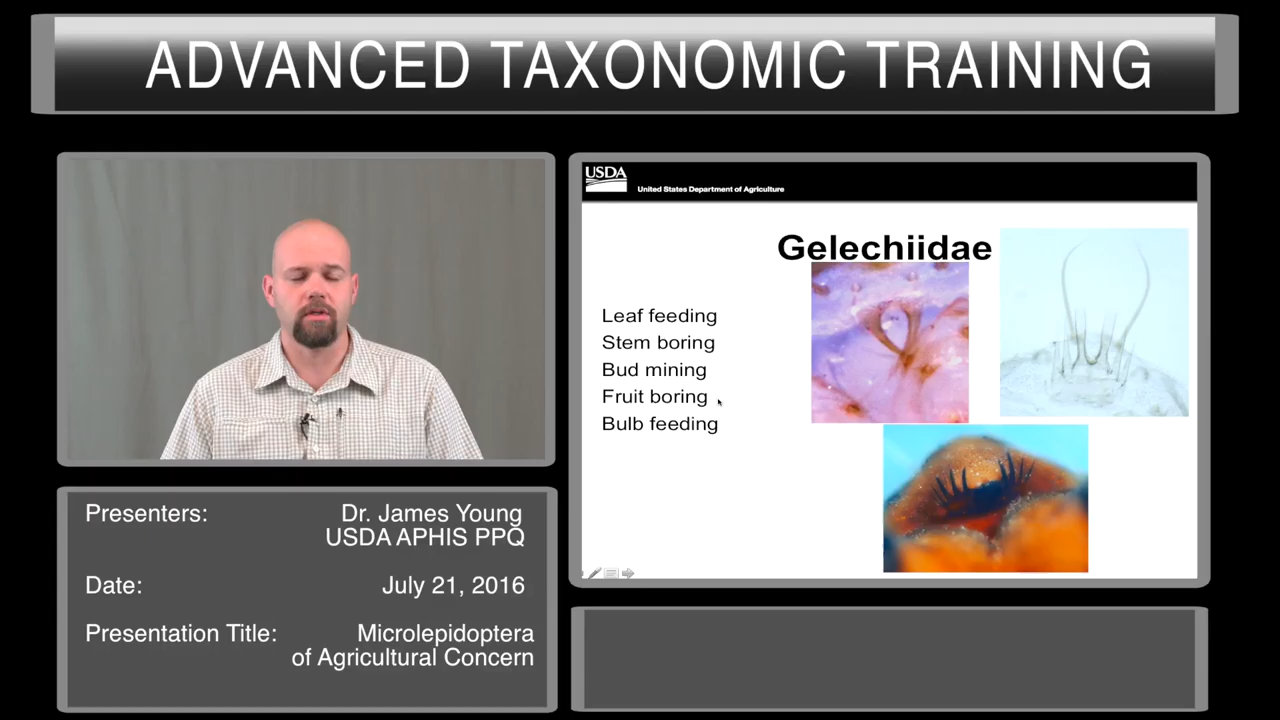 ADVANCED TAXONOMIC TRAINING
USDA
United States Department of Agriculture
Gelechiidae
Leaf feeding
Stem boring
Bud mining
Fruit boring
Bulb feeding
Presenters: Dr. James Young
USDA APHIS PPQ
Date: July 21, 2016
Presentation Title: Microlepidoptera
of Agricultural Concern